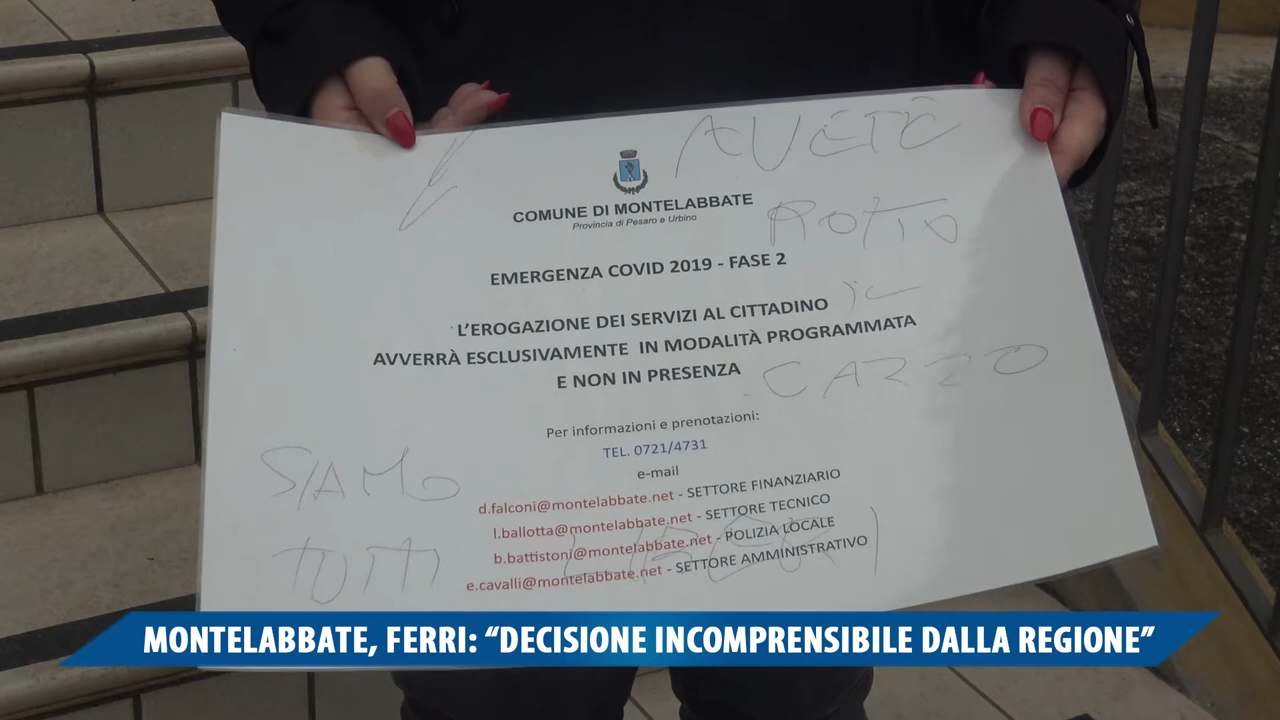 AVETE
COMUNE DI MONTELABBATE
Provincia di Pesaro e Urbino
ROTTO
EMERGENZA COVID 2019 - FASE 2
IL
L'EROGAZIONE DEI SERVIZI AL CITTADINO
AVVERRÀ ESCLUSIVAMENTE IN MODALITÀ PROGRAMMATA
E NON IN PRESENZA
CAZZO
Per informazioni e prenotazioni:
TEL. 0721/4731
e-mail
SIAMO
d.falconi@montelabbate.net - SETTORE FINANZIARIO
l.ballotta@montelabbate.net - SETTORE TECNICO
b.battistoni@montelabbate.net - POLIZIA LOCALE
TUTTI
e.cavalli@montelabbate.net - SETTORE AMMINISTRATIVO
MONTELABBATE, FERRI: “DECISIONE INCOMPRENSIBILE DALLA REGIONE”